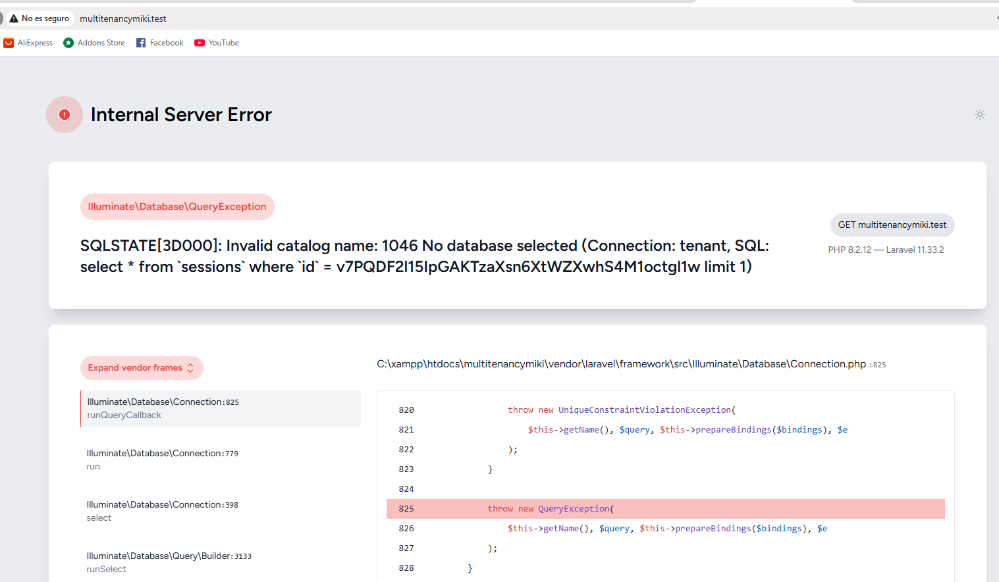 No es seguro
multitenancymiki.test
AliExpress
Addons Store
Facebook
YouTube
Internal Server Error
Illuminate\Database\QueryException
SQLSTATE[3D000]: Invalid catalog name: 1046 No database selected (Connection: tenant, SQL:
select * from `sessions` where `id` = v7PQDF2I15IpGAKTzaXsn6XtWZXwhS4M1octgl1w limit 1)
GET multitenancymiki.test
PHP 8.2.12 — Laravel 11.33.2
Expand vendor frames
Illuminate\Database\Connection:825
runQueryCallback
Illuminate\Database\Connection:779
run
Illuminate\Database\Connection:398
select
Illuminate\Database\Query\Builder:3133
runSelect
C:\xampp\htdocs\multitenancymiki\vendor\laravel\framework\src\Illuminate\Database\Connection.php :825
820 throw new UniqueConstraintViolationException(
821 $this->getName(), $query, $this->prepareBindings($bindings), $e
822 );
823 }
824
825 throw new QueryException(
826 $this->getName(), $query, $this->prepareBindings($bindings), $e
827 );
828 }